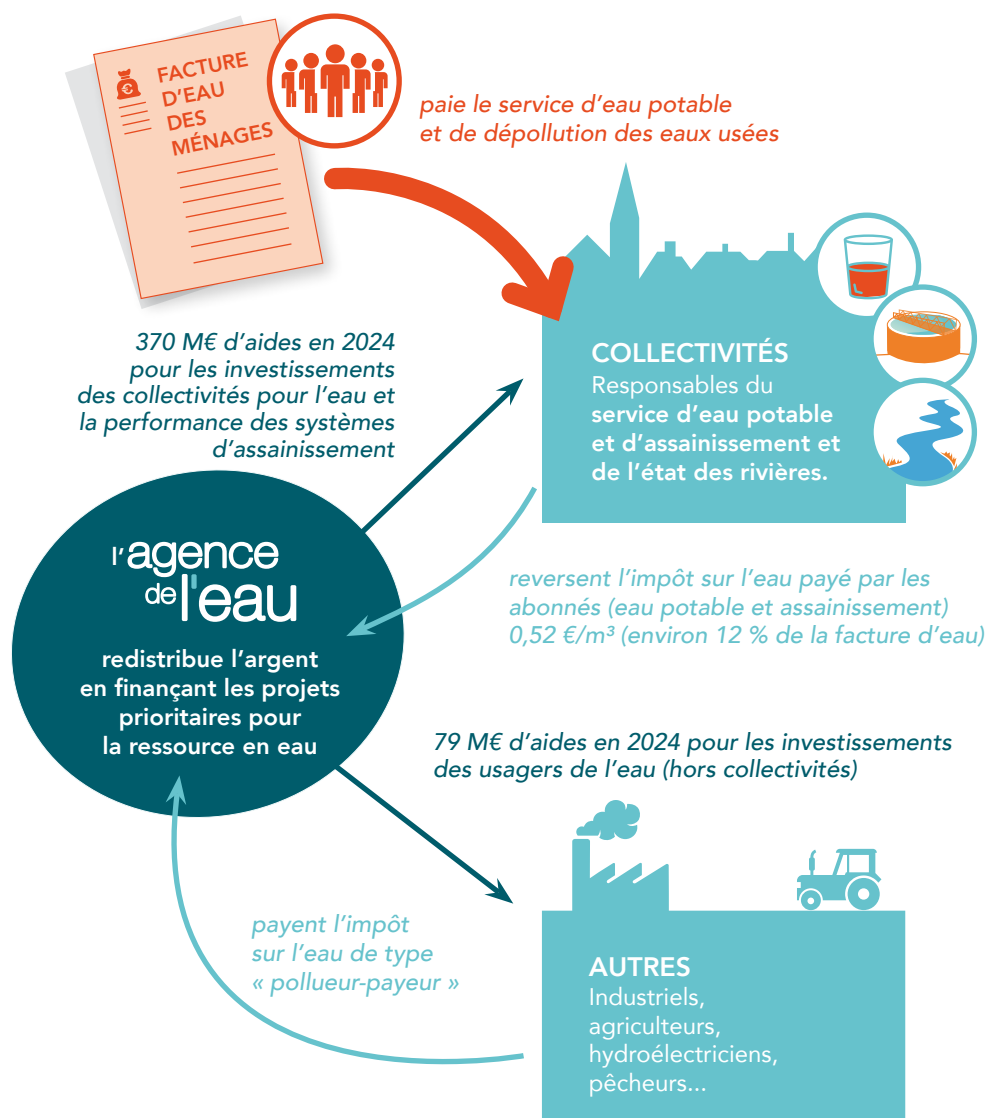 FACTURE
D'EAU
DES
MÉNAGES
€
paie le service d'eau potable
et de dépollution des eaux usées
370 M€ d'aides en 2024
pour les investissements
des collectivités pour l'eau et
la performance des systèmes
d'assainissement
COLLECTIVITÉS
Responsables du
service d'eau potable
et d'assainissement et
de l'état des rivières.
l'agence
de l'eau
redistribue l'argent
en finançant les projets
prioritaires pour
la ressource en eau
reversent l'impôt sur l'eau payé par les
abonnés (eau potable et assainissement)
0,52 €/m³ (environ 12 % de la facture d'eau)
79 M€ d'aides en 2024 pour les investissements
des usagers de l'eau (hors collectivités)
payent l'impôt
sur l'eau de type
« pollueur-payeur »
AUTRES
Industriels,
agriculteurs,
hydroélectriciens,
pêcheurs...